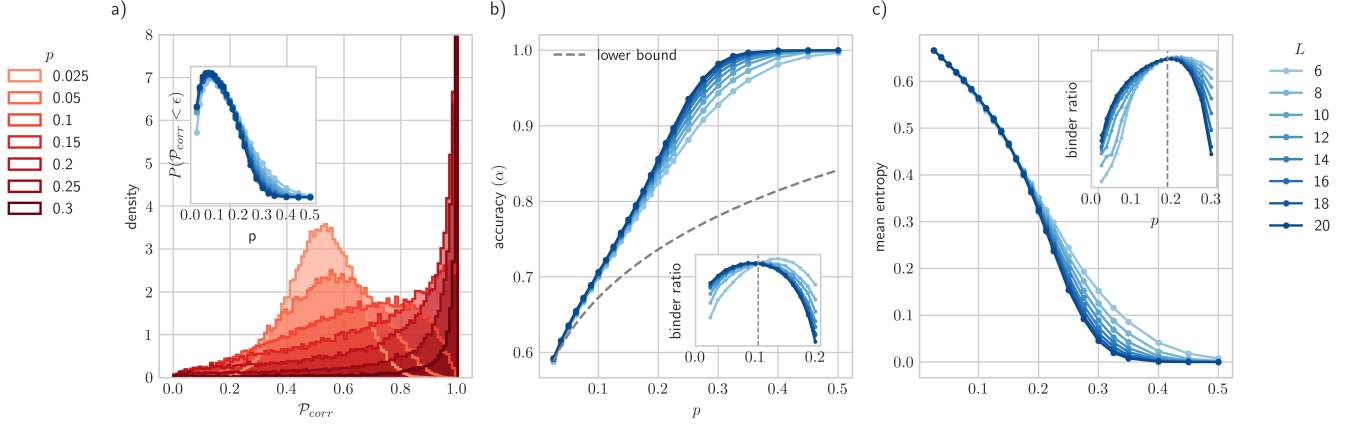 a)
b)
c)
p
0.025
0.05
0.1
0.15
0.2
0.25
0.3
density
8
7
6
5
4
3
2
1
0
0.0 0.2 0.4 0.6 0.8 1.0
𝒫corr
P(𝒫corr < ϵ)
0.0 0.1 0.2 0.3 0.4 0.5
p
accuracy (α)
1.0
0.9
0.8
0.7
0.6
0.1 0.2 0.3 0.4 0.5
p
lower bound
binder ratio
0.0 0.1 0.2
mean entropy
0.6
0.5
0.4
0.3
0.2
0.1
0.0
0.1 0.2 0.3 0.4 0.5
binder ratio
0.0 0.1 0.2 0.3
p
L
6
8
10
12
14
16
18
20